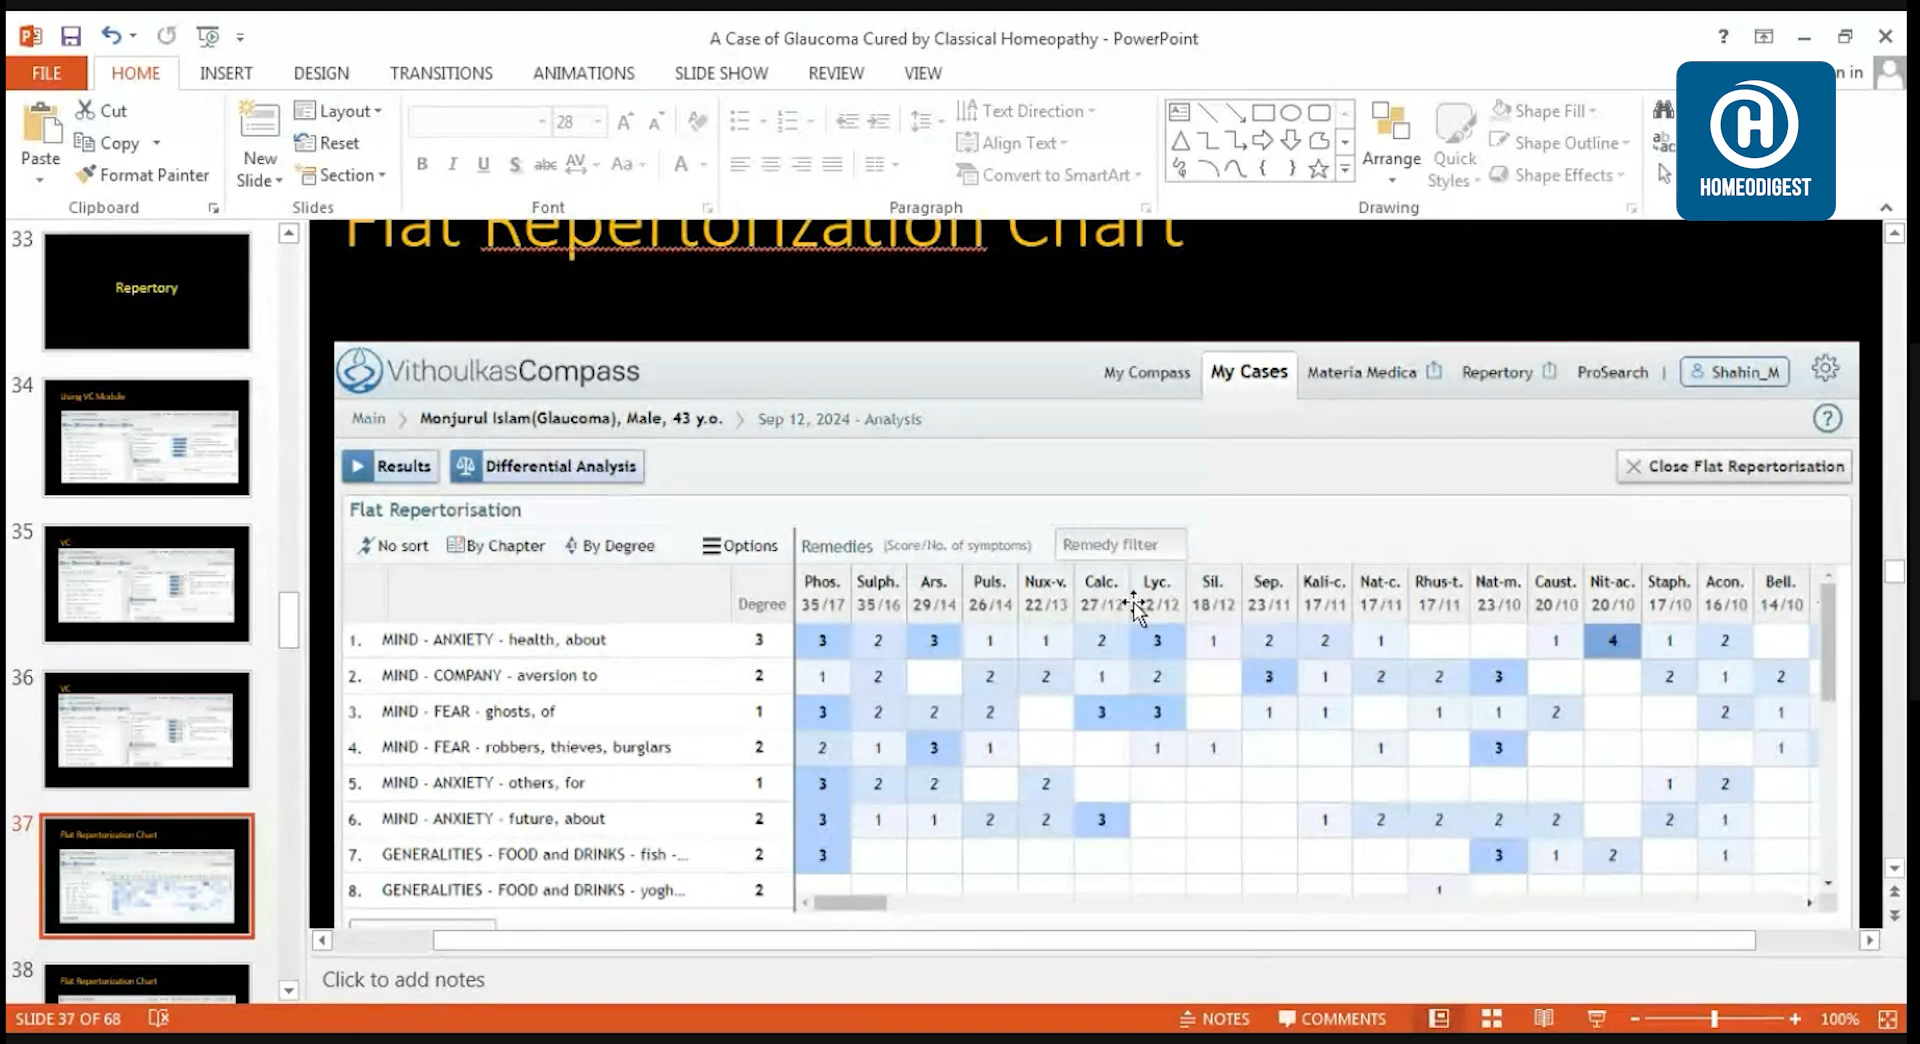 A Case of Glaucoma Cured by Classical Homeopathy - PowerPoint
FILE HOME INSERT DESIGN TRANSITIONS ANIMATIONS SLIDE SHOW REVIEW VIEW
n in
HOMEODIGEST
Paste
Cut
Copy
Format Painter
Clipboard
New Slide
Layout
Reset
Section
Slides
28
Font
Text Direction
Align Text
Convert to SmartArt
Paragraph
Arrange
Quick Styles
Shape Fill
Shape Outline
Shape Effects
Drawing
33
Repertory
34
Using VC Module
35
VC
36
VC
37
Flat Repertorization Chart
38
Flat Repertorization Chart
Flat Repertorization Chart
VithoulkasCompass
My Compass My Cases Materia Medica Repertory ProSearch | Shahin_M
Main > Monjurul Islam(Glaucoma), Male, 43 y.o. > Sep 12, 2024 - Analysis
Results Differential Analysis Close Flat Repertorisation
Flat Repertorisation
No sort By Chapter By Degree Options Remedies (Score/No. of symptoms) Remedy filter
Phos. Sulph. Ars. Puls. Nux-v. Calc. Lyc. Sil. Sep. Kali-c. Nat-c. Rhus-t. Nat-m. Caust. Nit-ac. Staph. Acon. Bell.
Degree 35/17 35/16 29/14 26/14 22/13 27/12 2/12 18/12 23/11 17/11 17/11 17/11 23/10 20/10 20/10 17/10 16/10 14/10
1. MIND - ANXIETY - health, about 3 3 2 3 1 1 2 3 1 2 2 1 1 4 1 2
2. MIND - COMPANY - aversion to 2 1 2 2 2 1 2 3 1 2 2 3 2 1 2
3. MIND - FEAR - ghosts, of 1 3 2 2 2 3 3 1 1 1 1 2 2 1
4. MIND - FEAR - robbers, thieves, burglars 2 2 1 3 1 1 1 1 3 1
5. MIND - ANXIETY - others, for 1 3 2 2 2 1 2
6. MIND - ANXIETY - future, about 2 3 1 1 2 2 3 1 2 2 2 2 2 1
7. GENERALITIES - FOOD and DRINKS - fish -... 2 3 3 1 2 1
8. GENERALITIES - FOOD and DRINKS - yogh... 2 1
Click to add notes
SLIDE 37 OF 68 NOTES COMMENTS 100%